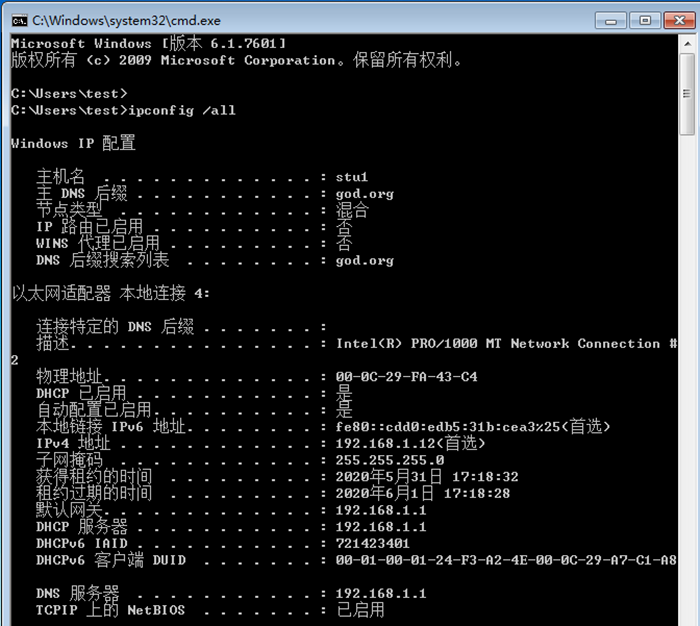 C:\Windows\system32\cmd.exe
Microsoft Windows [版本 6.1.7601]
版权所有 (c) 2009 Microsoft Corporation。保留所有权利。
C:\Users\test>
C:\Users\test>ipconfig /all
Windows IP 配置
主机名 . . . . . . . . . . . . . : stu1
主 DNS 后缀 . . . . . . . . . . . : god.org
节点类型 . . . . . . . . . . . . : 混合
IP 路由已启用 . . . . . . . . . . : 否
WINS 代理已启用 . . . . . . . . . : 否
DNS 后缀搜索列表 . . . . . . . . : god.org
以太网适配器 本地连接 4:
连接特定的 DNS 后缀 . . . . . . . :
描述. . . . . . . . . . . . . . . : Intel(R) PRO/1000 MT Network Connection #
2
物理地址. . . . . . . . . . . . . : 00-0C-29-FA-43-C4
DHCP 已启用 . . . . . . . . . . . : 是
自动配置已启用. . . . . . . . . . : 是
本地链接 IPv6 地址. . . . . . . . : fe80::cdd0:edb5:31b:cea3%25(首选)
IPv4 地址 . . . . . . . . . . . . : 192.168.1.12(首选)
子网掩码 . . . . . . . . . . . . : 255.255.255.0
获得租约的时间 . . . . . . . . . : 2020年5月31日 17:18:32
租约过期的时间 . . . . . . . . . : 2020年6月1日 17:18:28
默认网关. . . . . . . . . . . . . : 192.168.1.1
DHCP 服务器 . . . . . . . . . . . : 192.168.1.1
DHCPv6 IAID . . . . . . . . . . . : 721423401
DHCPv6 客户端 DUID . . . . . . . : 00-01-00-01-24-F3-A2-4E-00-0C-29-A7-C1-A8
DNS 服务器 . . . . . . . . . . . : 192.168.1.1
TCPIP 上的 NetBIOS . . . . . . . : 已启用